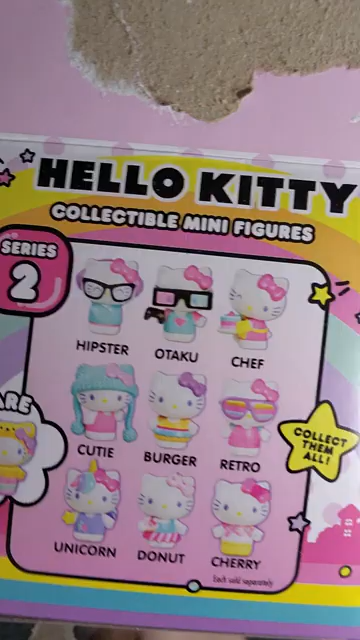 HELLO KITTY
COLLECTIBLE MINI FIGURES
SERIES
2
HIPSTER
OTAKU
CHEF
CUTIE
BURGER
RETRO
ARE
COLLECT
THEM
ALL!
UNICORN
DONUT
CHERRY
Each sold separately